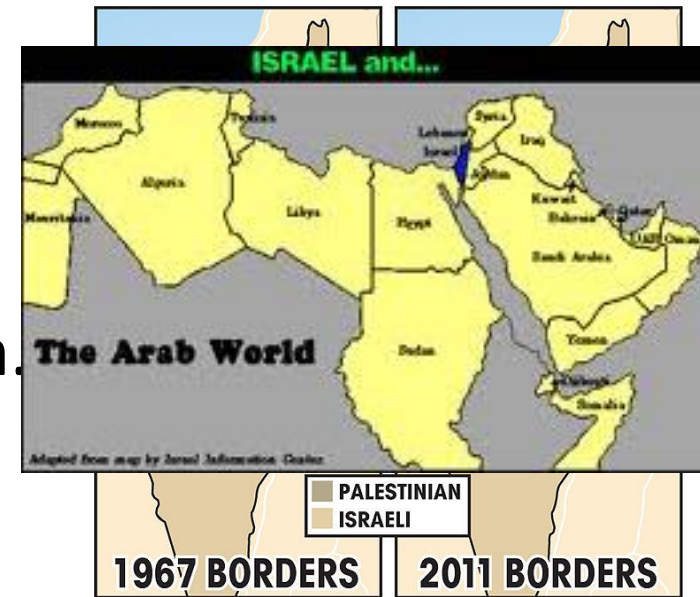 ISRAEL and...
Morocco
Tunisia
Lebanon
Syria
Israel
Iraq
Algeria
Mauritania
Libya
Egypt
Kuwait
Bahrain
Qatar
UAE
Oman
Saudi Arabia
The Arab World
Sudan
Yemen
Djibouti
Somalia
Adapted from map by Israel Information Center
PALESTINIAN
ISRAELI
1967 BORDERS
2011 BORDERS